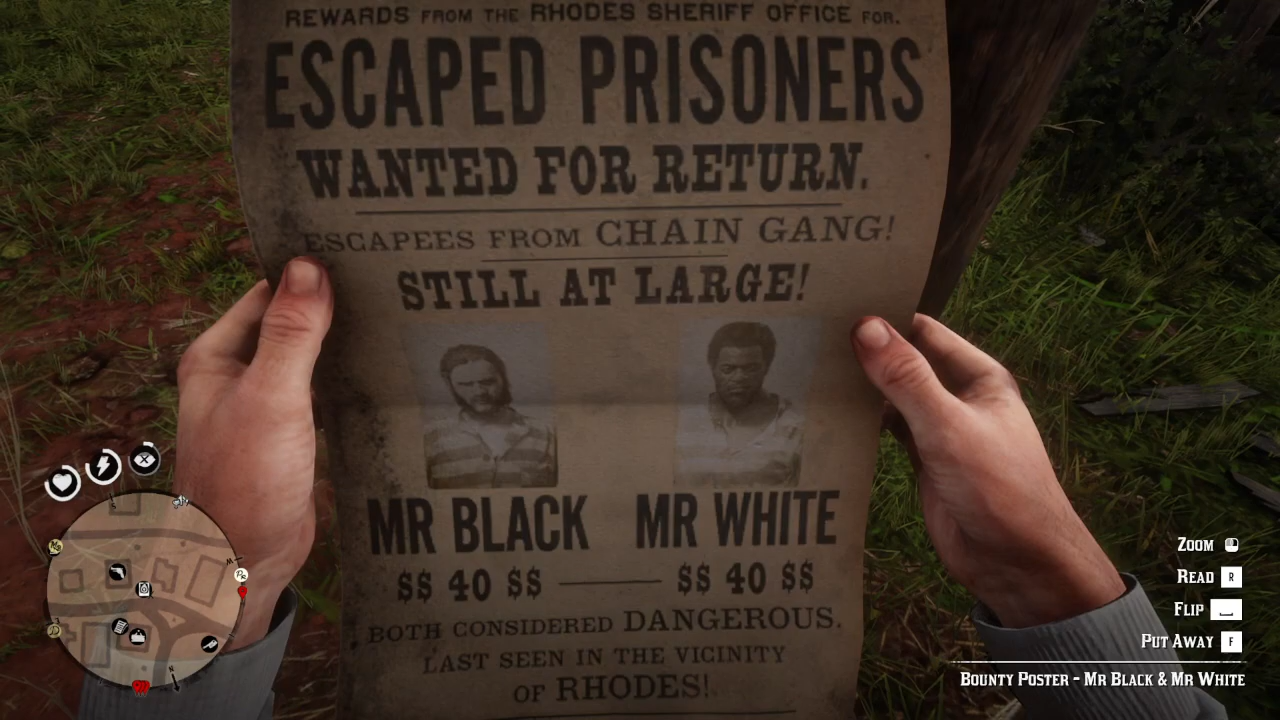 REWARDS FROM THE RHODES SHERIFF OFFICE FOR.
ESCAPED PRISONERS
WANTED FOR RETURN.
ESCAPEES FROM CHAIN GANG!
STILL AT LARGE!
MR BLACK MR WHITE
$$ 40 $$ $$ 40 $$
BOTH CONSIDERED DANGEROUS.
LAST SEEN IN THE VICINITY
OF RHODES!
ZOOM
READ R
FLIP
PUT AWAY F
BOUNTY POSTER - MR BLACK & MR WHITE